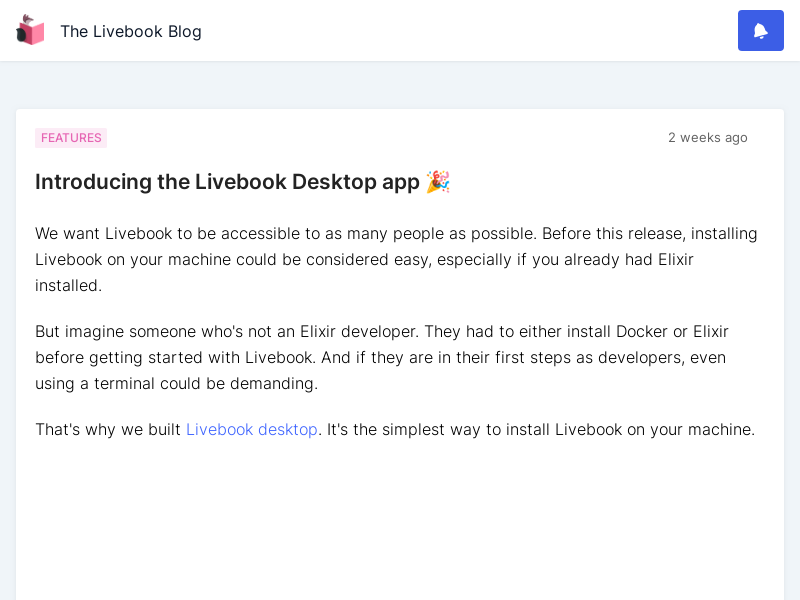 The Livebook Blog
FEATURES
2 weeks ago
Introducing the Livebook Desktop app 🎉
We want Livebook to be accessible to as many people as possible. Before this release, installing
Livebook on your machine could be considered easy, especially if you already had Elixir
installed.
But imagine someone who's not an Elixir developer. They had to either install Docker or Elixir
before getting started with Livebook. And if they are in their first steps as developers, even
using a terminal could be demanding.
That's why we built Livebook desktop. It's the simplest way to install Livebook on your machine.